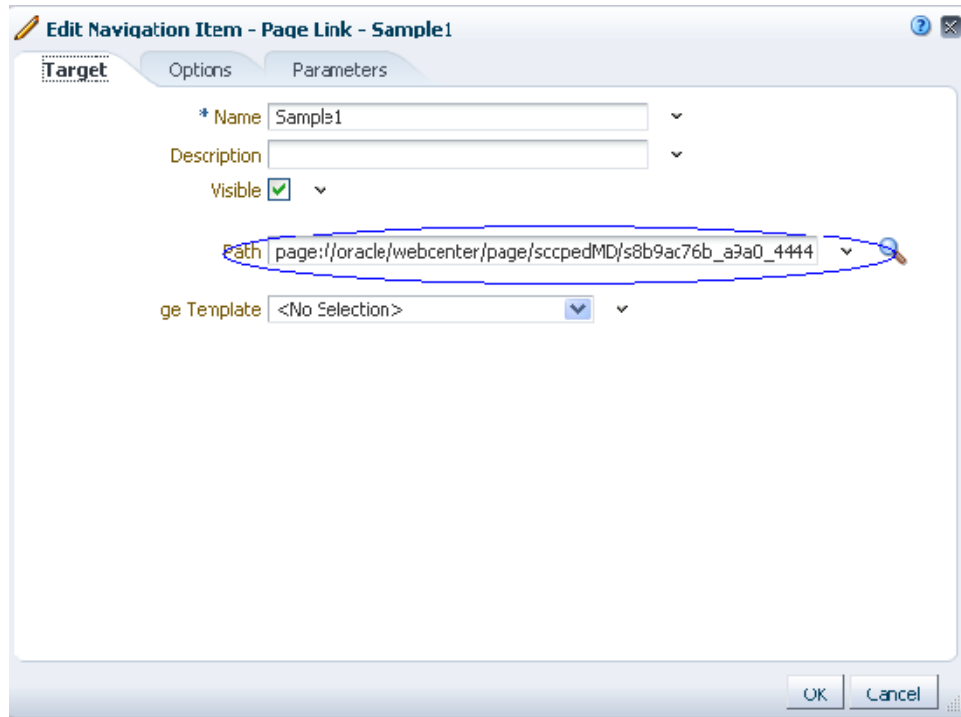 Edit Navigation Item - Page Link - Sample1
Target Options Parameters
* Name Sample1
Description
Visible
Path page://oracle/webcenter/page/sccpedMD/s8b9ac76b_a9a0_4444
ge Template <No Selection>
OK Cancel